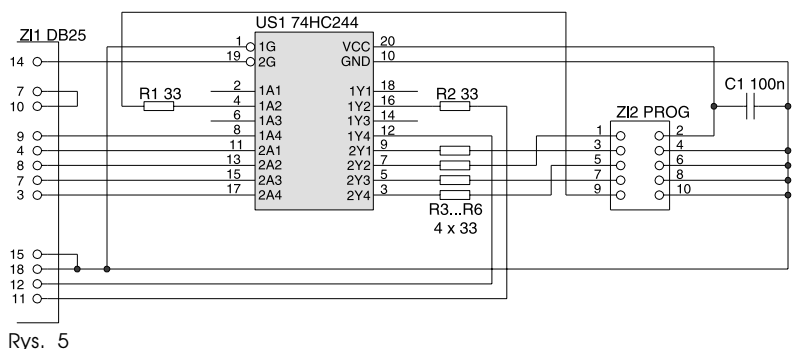 US1 74HC244
ZI1 DB25
1 1G VCC 20
14 19 2G GND 10
7 2 1A1 1Y1 18
10 R1 33 4 1A2 1Y2 16 R2 33
6 1A3 1Y3 14
9 8 1A4 1Y4 12
4 11 2A1 2Y1 9
8 13 2A2 2Y2 7
7 15 2A3 2Y3 5
3 17 2A4 2Y4 3
R3...R6
4 x 33
C1 100n
ZI2 PROG
1 2
3 4
5 6
7 8
9 10
15
18
12
11
Rys. 5